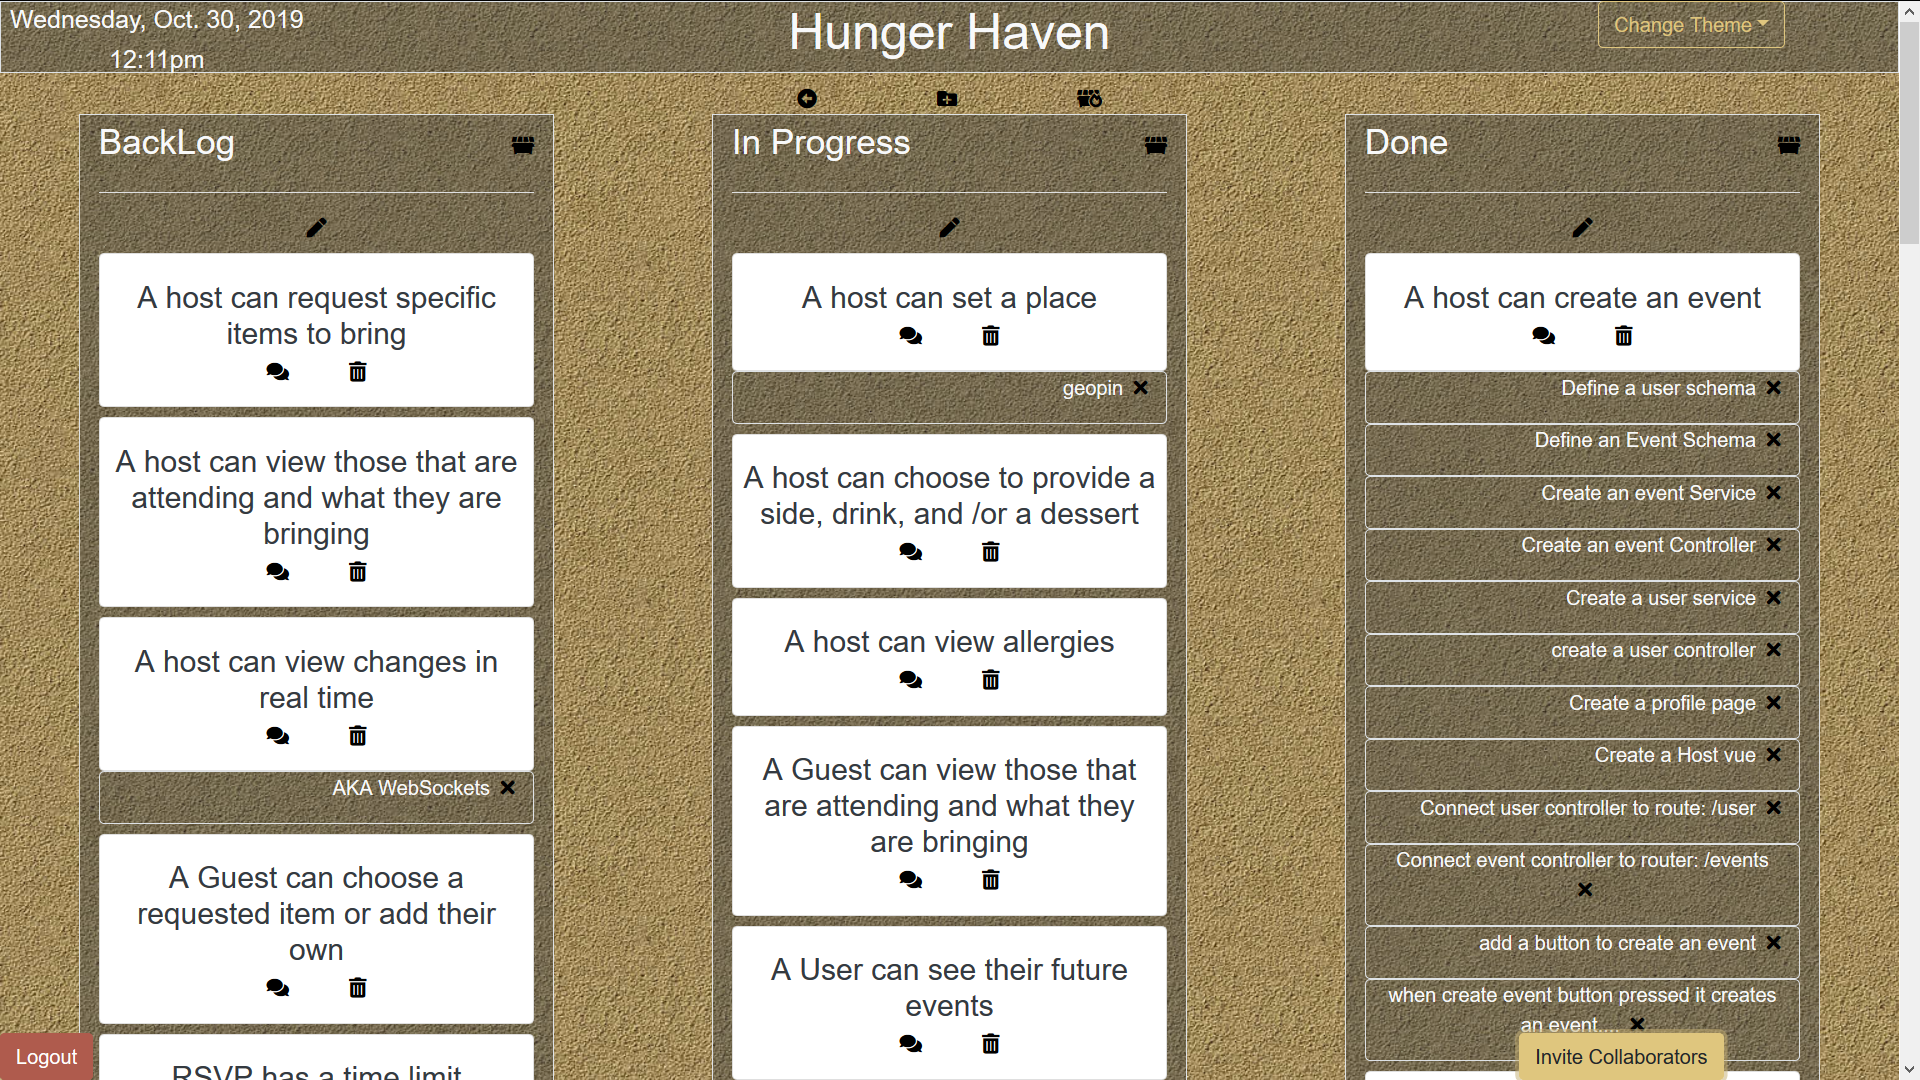 Wednesday, Oct. 30, 2019
12:11pm
Hunger Haven
Change Theme
BackLog
A host can request specific
items to bring
A host can view those that are
attending and what they are
bringing
A host can view changes in
real time
AKA WebSockets
A Guest can choose a
requested item or add their
own
RSVP has a time limit
In Progress
A host can set a place
geopin
A host can choose to provide a
side, drink, and /or a dessert
A host can view allergies
A Guest can view those that
are attending and what they
are bringing
A User can see their future
events
Done
A host can create an event
Define a user schema
Define an Event Schema
Create an event Service
Create an event Controller
Create a user service
create a user controller
Create a profile page
Create a Host vue
Connect user controller to route: /user
Connect event controller to router: /events
add a button to create an event
when create event button pressed it creates
an event....
Logout
Invite Collaborators